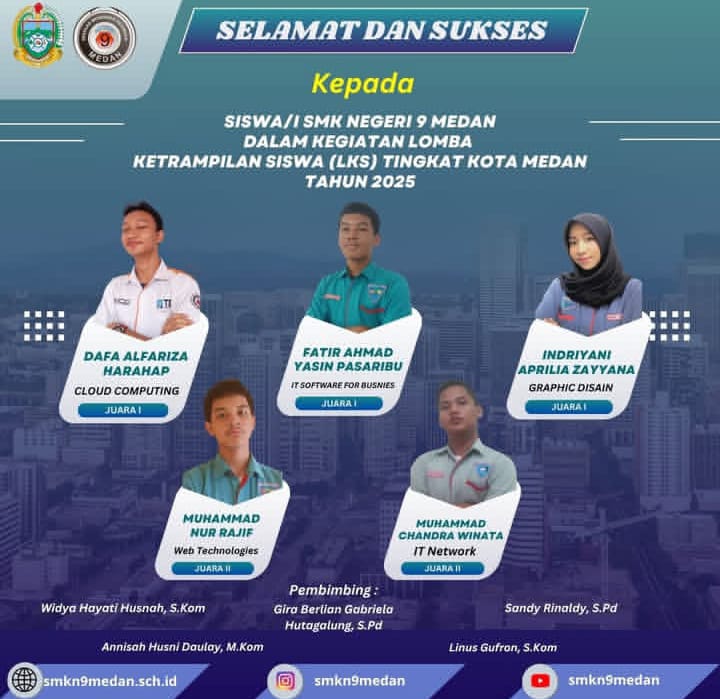 SELAMAT DAN SUKSES
Kepada
SISWA/I SMK NEGERI 9 MEDAN
DALAM KEGIATAN LOMBA
KETRAMPILAN SISWA (LKS) TINGKAT KOTA MEDAN
TAHUN 2025
DAFA ALFARIZA
HARAHAP
CLOUD COMPUTING
JUARA I
FATIR AHMAD
YASIN PASARIBU
IT SOFTWARE FOR BUSNIES
JUARA I
INDRIYANI
APRILIA ZAYYANA
GRAPHIC DISAIN
JUARA I
MUHAMMAD
NUR RAJIF
Web Technologies
JUARA II
MUHAMMAD
CHANDRA WINATA
IT Network
JUARA II
Pembimbing :
Widya Hayati Husnah, S.Kom
Gira Berlian Gabriela
Hutagalung, S.Pd
Sandy Rinaldy, S.Pd
Annisah Husni Daulay, M.Kom
Linus Gufron, S.Kom
smkn9medan.sch.id
smkn9medan
smkn9medan
9
MEDAN